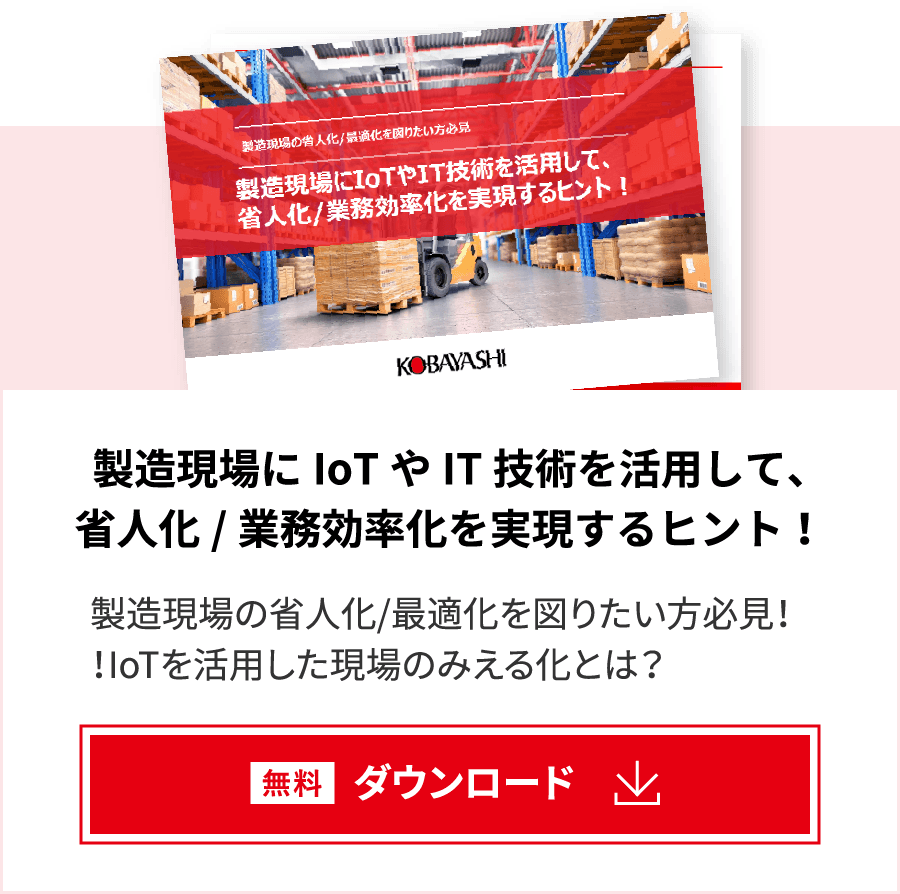 製造現場の省人化/最適化を図りたい方必見
製造現場にIoTやIT技術を活用して、
省人化/業務効率化を実現するヒント！
KOBAYASHI
製造現場に IoT や IT 技術を活用して、
省人化 / 業務効率化を実現するヒント！
製造現場の省人化/最適化を図りたい方必見！
！IoTを活用した現場のみえる化とは？
無料 ダウンロード